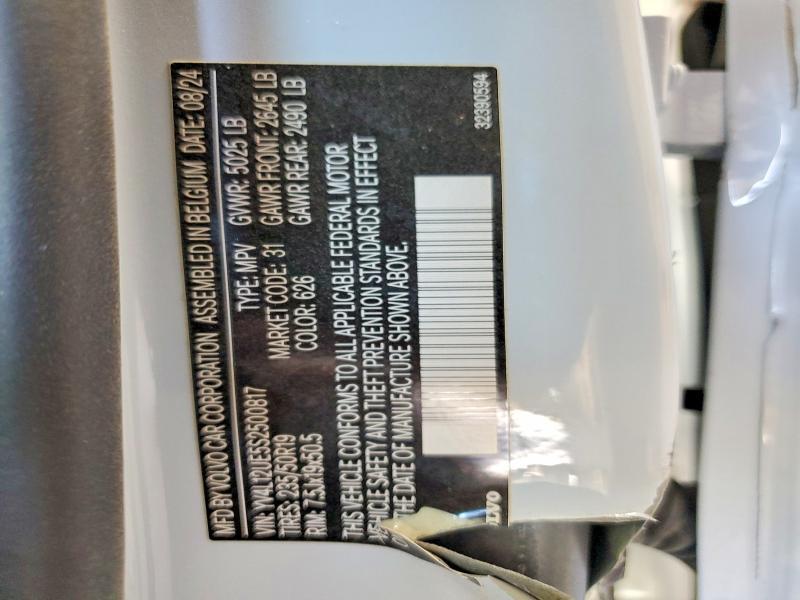 MFD BY VOLVO CAR CORPORATION ASSEMBLED IN BELGIUM DATE: 08/24
VIN: YV4L12UE5S2500817 TYPE: MPV GVWR: 5025 LB
TIRES: 235/50R19 MARKET CODE: 31 GAWR FRONT: 2645 LB
RIM: 7.5Jx19x50.5 COLOR: 626 GAWR REAR: 2490 LB
THIS VEHICLE CONFORMS TO ALL APPLICABLE FEDERAL MOTOR
VEHICLE SAFETY AND THEFT PREVENTION STANDARDS IN EFFECT
THE DATE OF MANUFACTURE SHOWN ABOVE.
OLVO 32390594